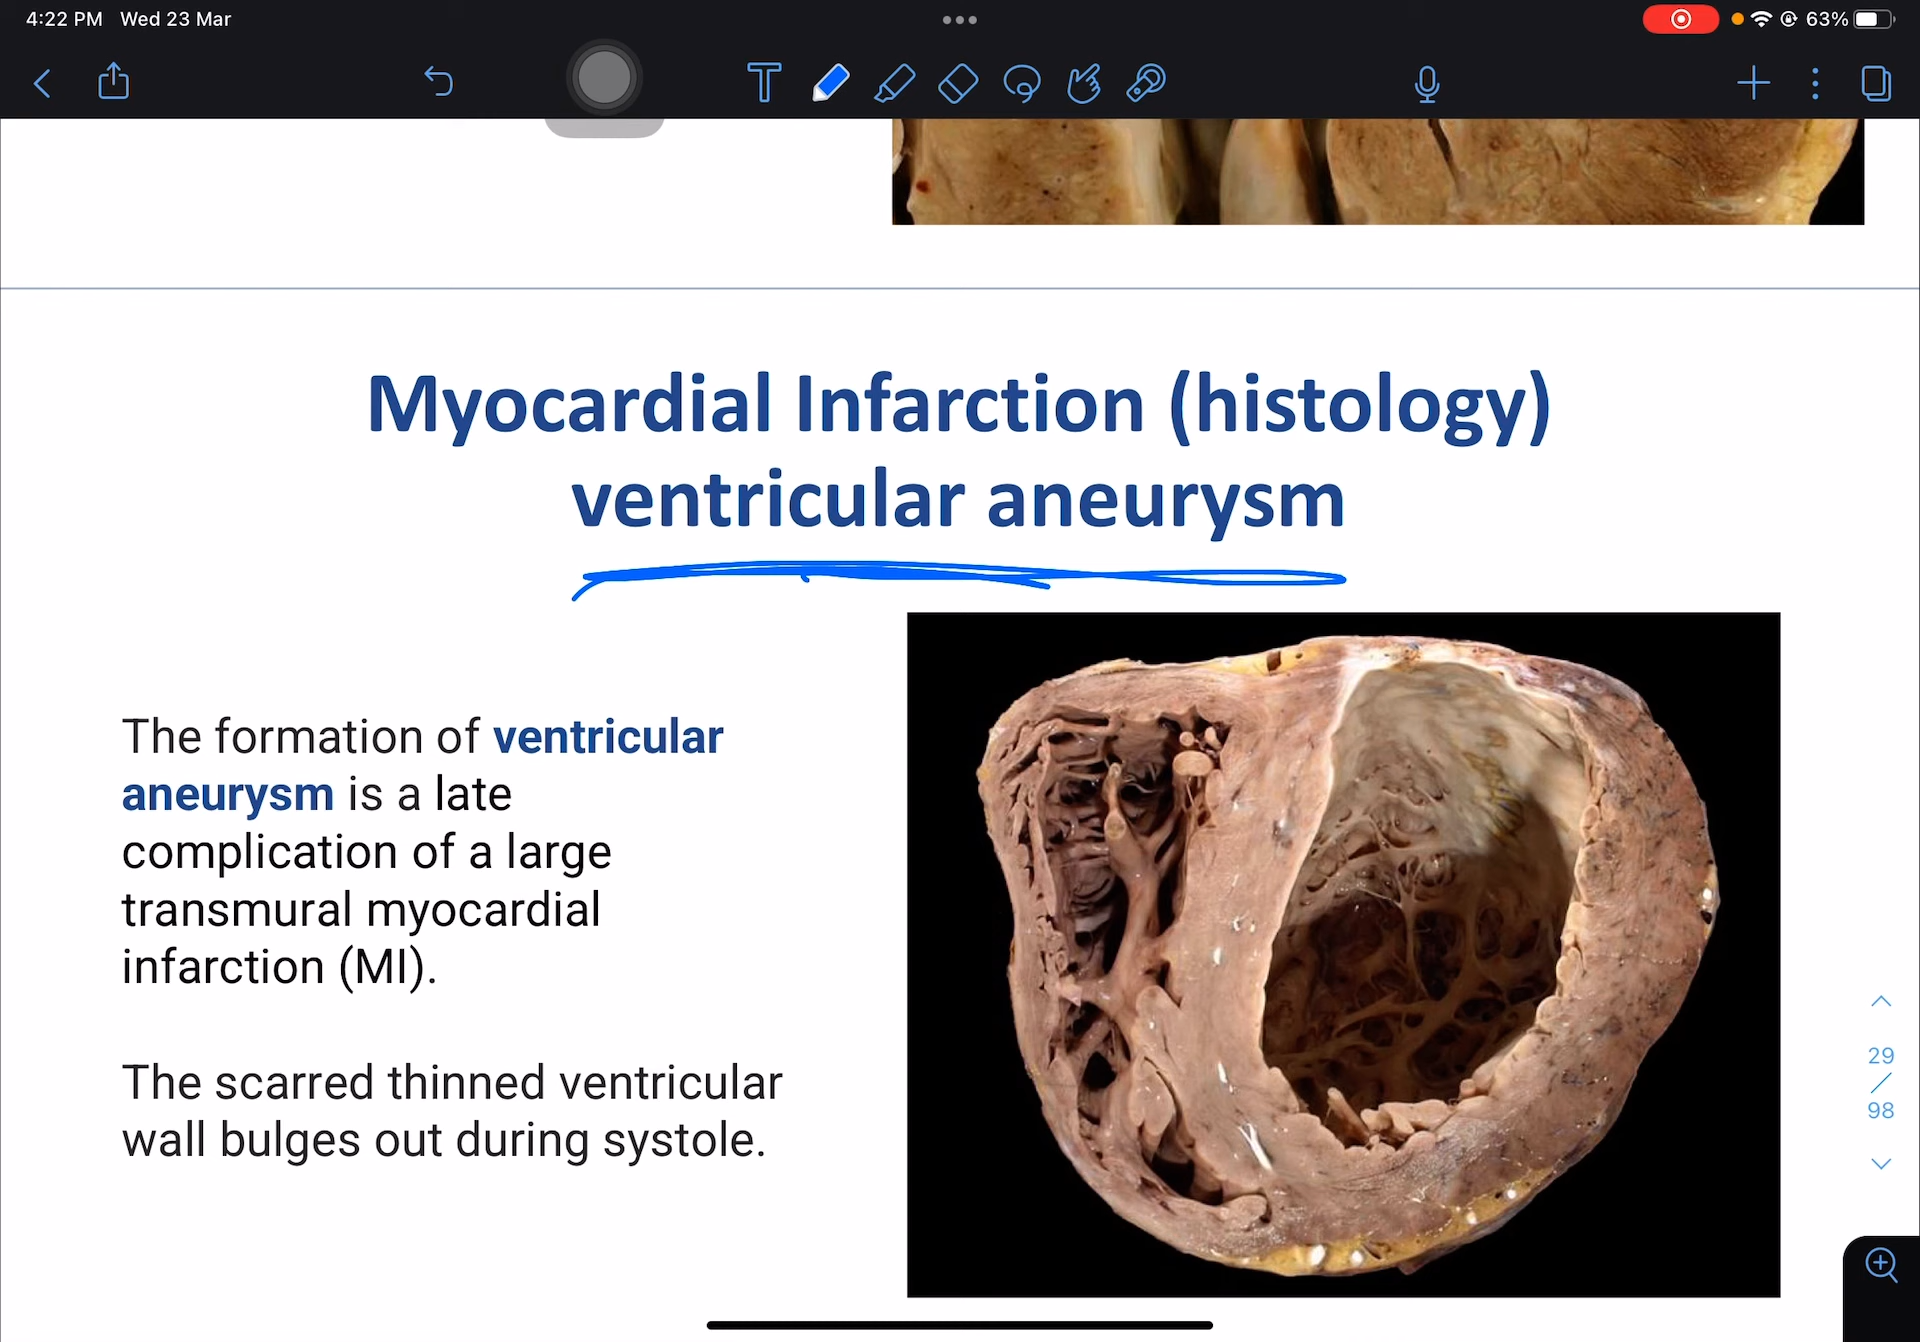 4:22 PM Wed 23 Mar
63%
T
Myocardial Infarction (histology)
ventricular aneurysm
The formation of ventricular
aneurysm is a late
complication of a large
transmural myocardial
infarction (MI).
The scarred thinned ventricular
wall bulges out during systole.
29
/
98